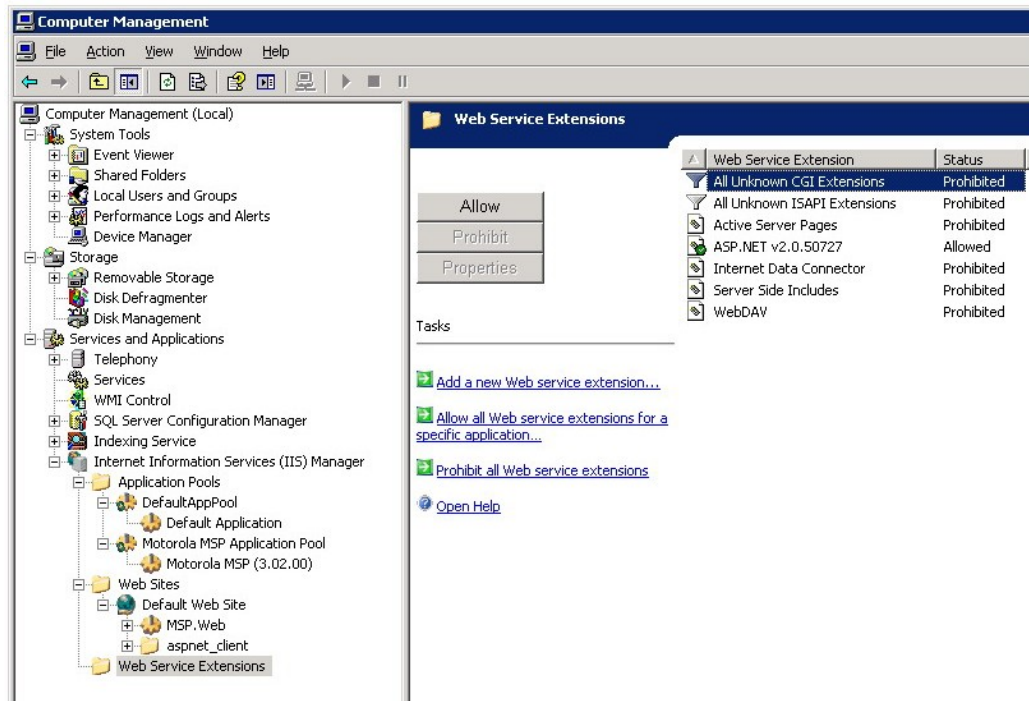 Computer Management
File Action View Window Help
Computer Management (Local)
System Tools
Event Viewer
Shared Folders
Local Users and Groups
Performance Logs and Alerts
Device Manager
Storage
Removable Storage
Disk Defragmenter
Disk Management
Services and Applications
Telephony
Services
WMI Control
SQL Server Configuration Manager
Indexing Service
Internet Information Services (IIS) Manager
Application Pools
DefaultAppPool
Default Application
Motorola MSP Application Pool
Motorola MSP (3.02.00)
Web Sites
Default Web Site
MSP.Web
aspnet_client
Web Service Extensions
Web Service Extensions
Allow
Prohibit
Properties
Tasks
Add a new Web service extension...
Allow all Web service extensions for a
specific application...
Prohibit all Web service extensions
Open Help
Web Service Extension Status
All Unknown CGI Extensions Prohibited
All Unknown ISAPI Extensions Prohibited
Active Server Pages Prohibited
ASP.NET v2.0.50727 Allowed
Internet Data Connector Prohibited
Server Side Includes Prohibited
WebDAV Prohibited